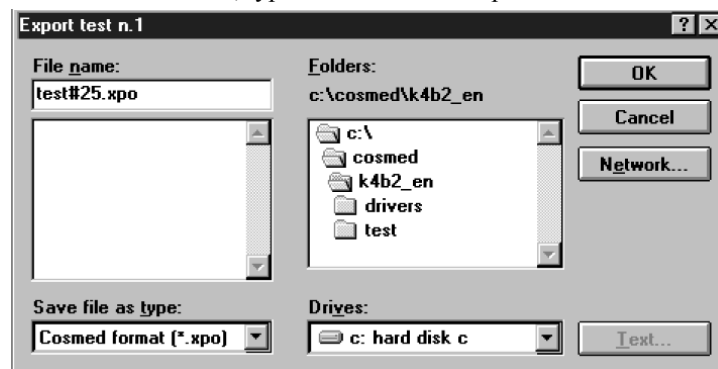 Export test n.1
File name:
test#25.xpo
Folders:
c:\cosmed\k4b2_en
c:\
cosmed
k4b2_en
drivers
test
OK
Cancel
Network...
Save file as type:
Cosmed format (*.xpo)
Drives:
c: hard disk c
Text...